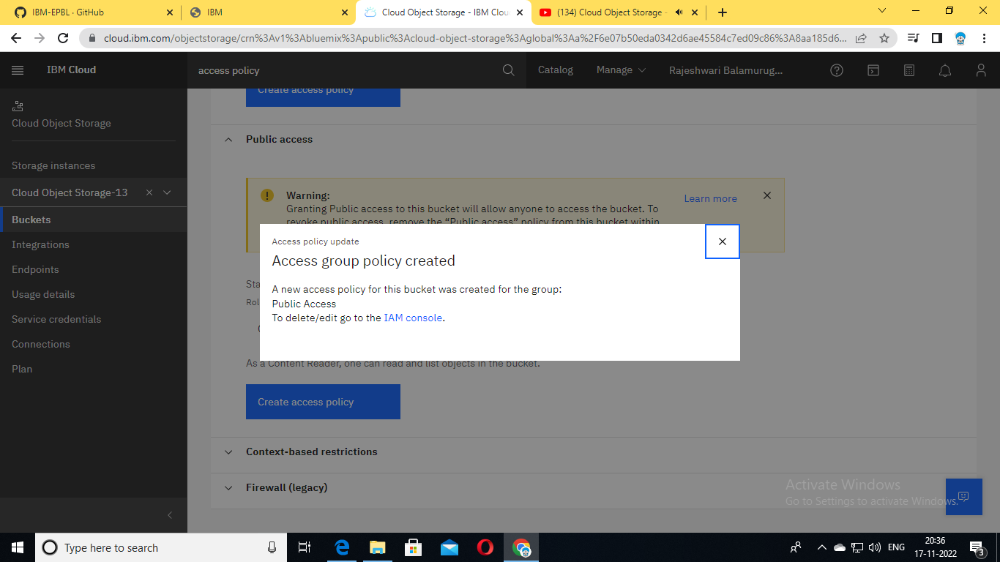 IBM-EPBL · GitHub
IBM
Cloud Object Storage - IBM Clou
(134) Cloud Object Storage -
cloud.ibm.com/objectstorage/crn%3Av1%3Abluemix%3Apublic%3Acloud-object-storage%3Aglobal%3Aa%2F6e07b50eda0342d6ae45584c7ed09c86%3A8aa185d6...
IBM Cloud
access policy
Catalog
Manage
Rajeshwari Balamurug...
Cloud Object Storage
Storage instances
Cloud Object Storage-13
Buckets
Integrations
Endpoints
Usage details
Service credentials
Connections
Plan
Create access policy
Public access
Warning:
Granting Public access to this bucket will allow anyone to access the bucket. To
revoke public access, remove the “Public access” policy from this bucket within
Learn more
Access policy update
Access group policy created
A new access policy for this bucket was created for the group:
Public Access
To delete/edit go to the IAM console.
As a Content Reader, one can read and list objects in the bucket.
Create access policy
Context-based restrictions
Firewall (legacy)
Activate Windows
Go to Settings to activate Windows.
Type here to search
ENG
20:36
17-11-2022
3